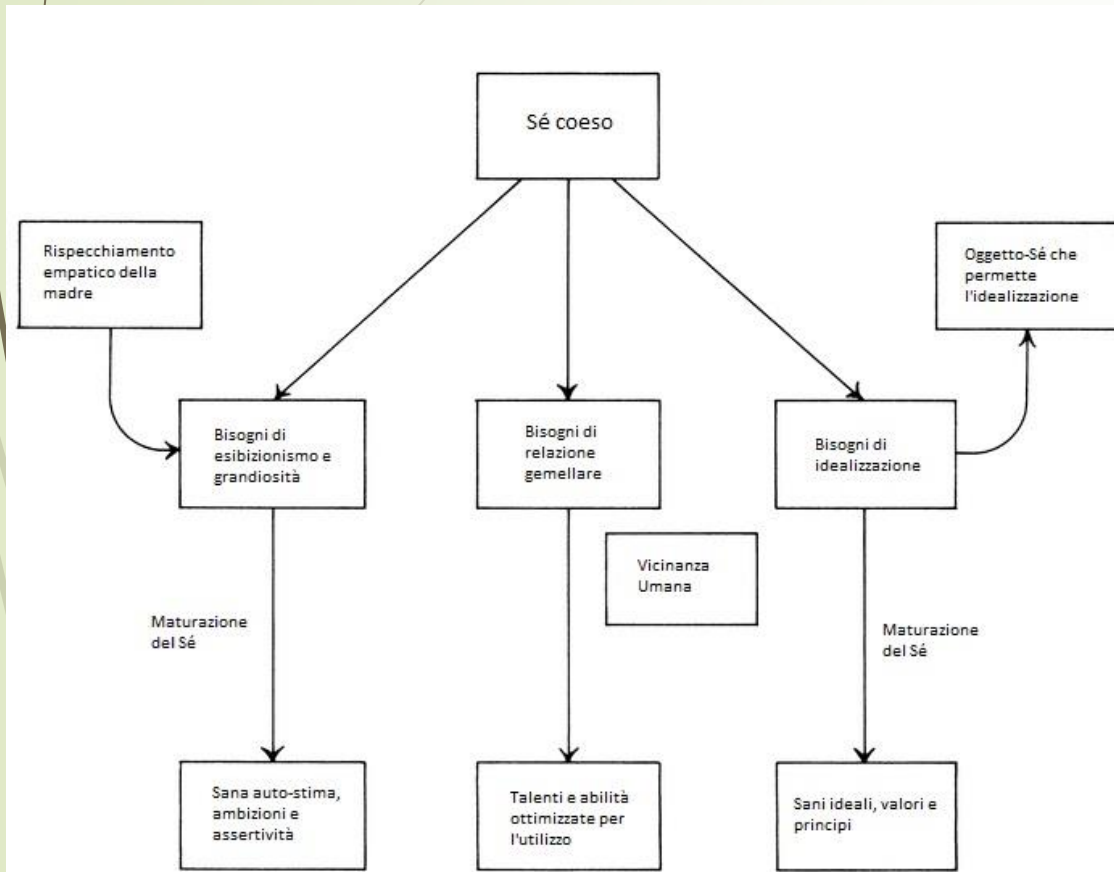 Sé coeso
Rispecchiamento
empatico della
madre
Oggetto-Sé che
permette
l'idealizzazione
Bisogni di
esibizionismo e
grandiosità
Bisogni di
relazione
gemellare
Bisogni di
idealizzazione
Vicinanza
Umana
Maturazione
del Sé
Maturazione
del Sé
Sana auto-stima,
ambizioni e
assertività
Talenti e abilità
ottimizzate per
l'utilizzo
Sani ideali, valori e
principi